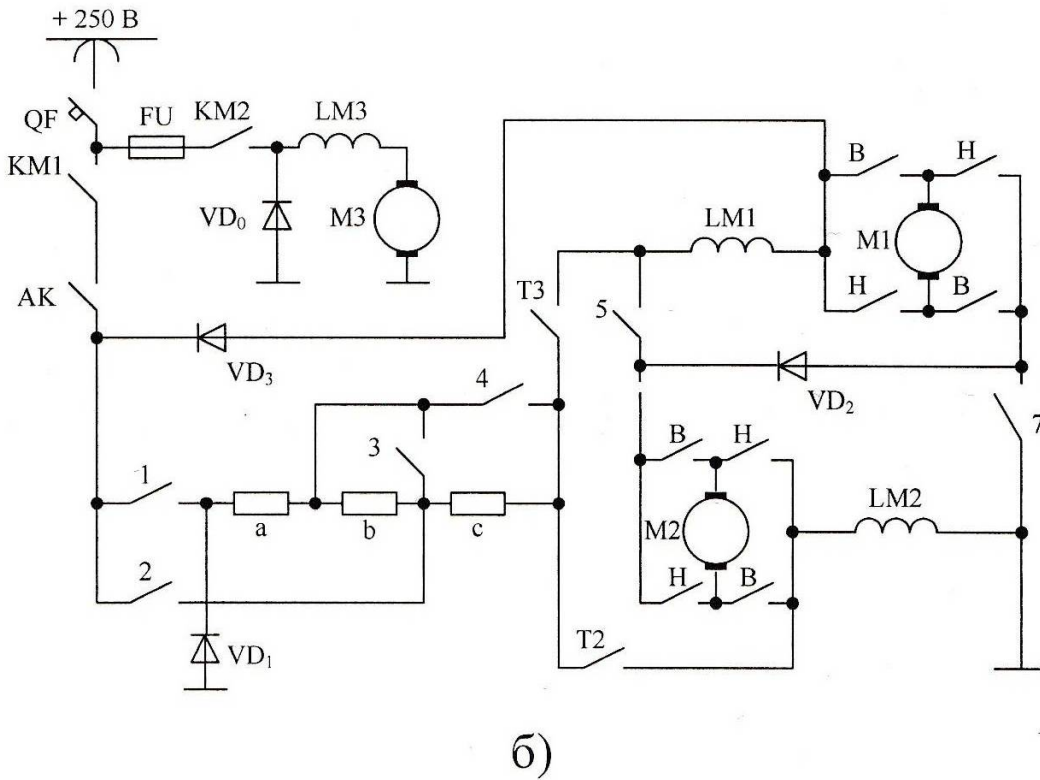 + 250 В
QF
FU
KM2
LM3
KM1
VD₀
M3
В
Н
LM1
M1
Н
В
AK
T3
5
VD₃
VD₂
4
7
3
В
Н
1
a
b
c
M2
LM2
2
Н
В
T2
VD₁
б)